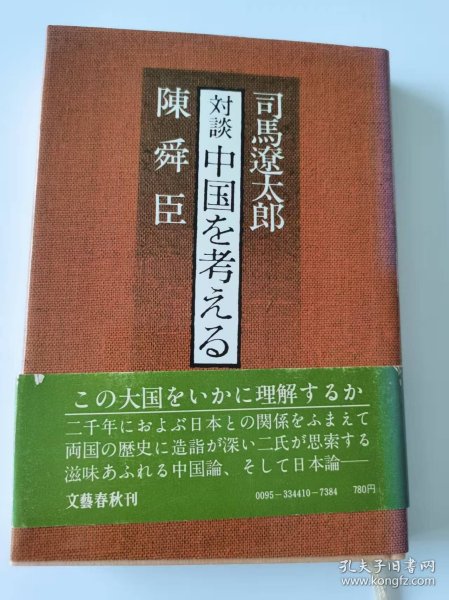 司馬遼太郎
陳舜臣
対談 中国を考える
この大国をいかに理解するか
二千年におよぶ日本との関係をふまえて
両国の歴史に造詣が深い二氏が思索する
滋味あふれる中国論、そして日本論──
文藝春秋刊
0095-334410-7384 780円
孔夫子旧书网
www.kongfz.com